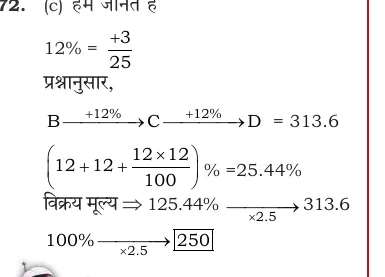 72. (c) हम जानते हैं
12% = +3/25
प्रश्नानुसार,
B —+12%→ C —+12%→ D = 313.6
(12 + 12 + 12 × 12/100) % =25.44%
विक्रय मूल्य ⇒ 125.44% —×2.5→ 313.6
100% —×2.5→ 250